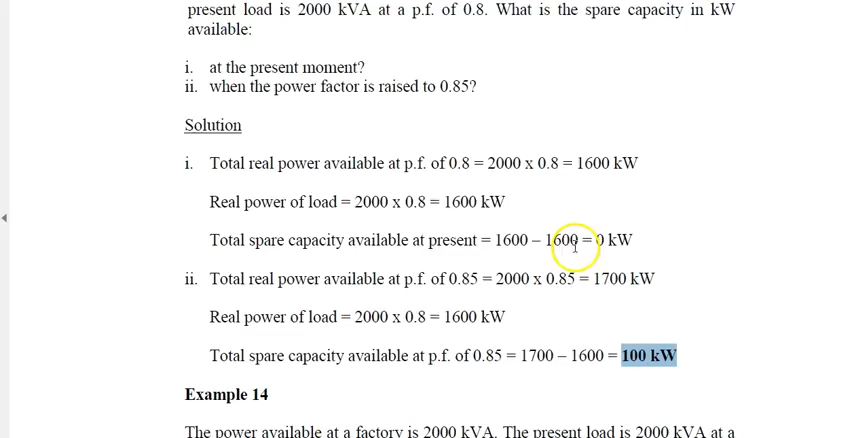 present load is 2000 kVA at a p.f. of 0.8. What is the spare capacity in kW
available:
i. at the present moment?
ii. when the power factor is raised to 0.85?
Solution
i. Total real power available at p.f. of 0.8 = 2000 x 0.8 = 1600 kW
Real power of load = 2000 x 0.8 = 1600 kW
Total spare capacity available at present = 1600 – 1600 = 0 kW
ii. Total real power available at p.f. of 0.85 = 2000 x 0.85 = 1700 kW
Real power of load = 2000 x 0.8 = 1600 kW
Total spare capacity available at p.f. of 0.85 = 1700 – 1600 = 100 kW
Example 14
The power available at a factory is 2000 kVA. The present load is 2000 kVA at a